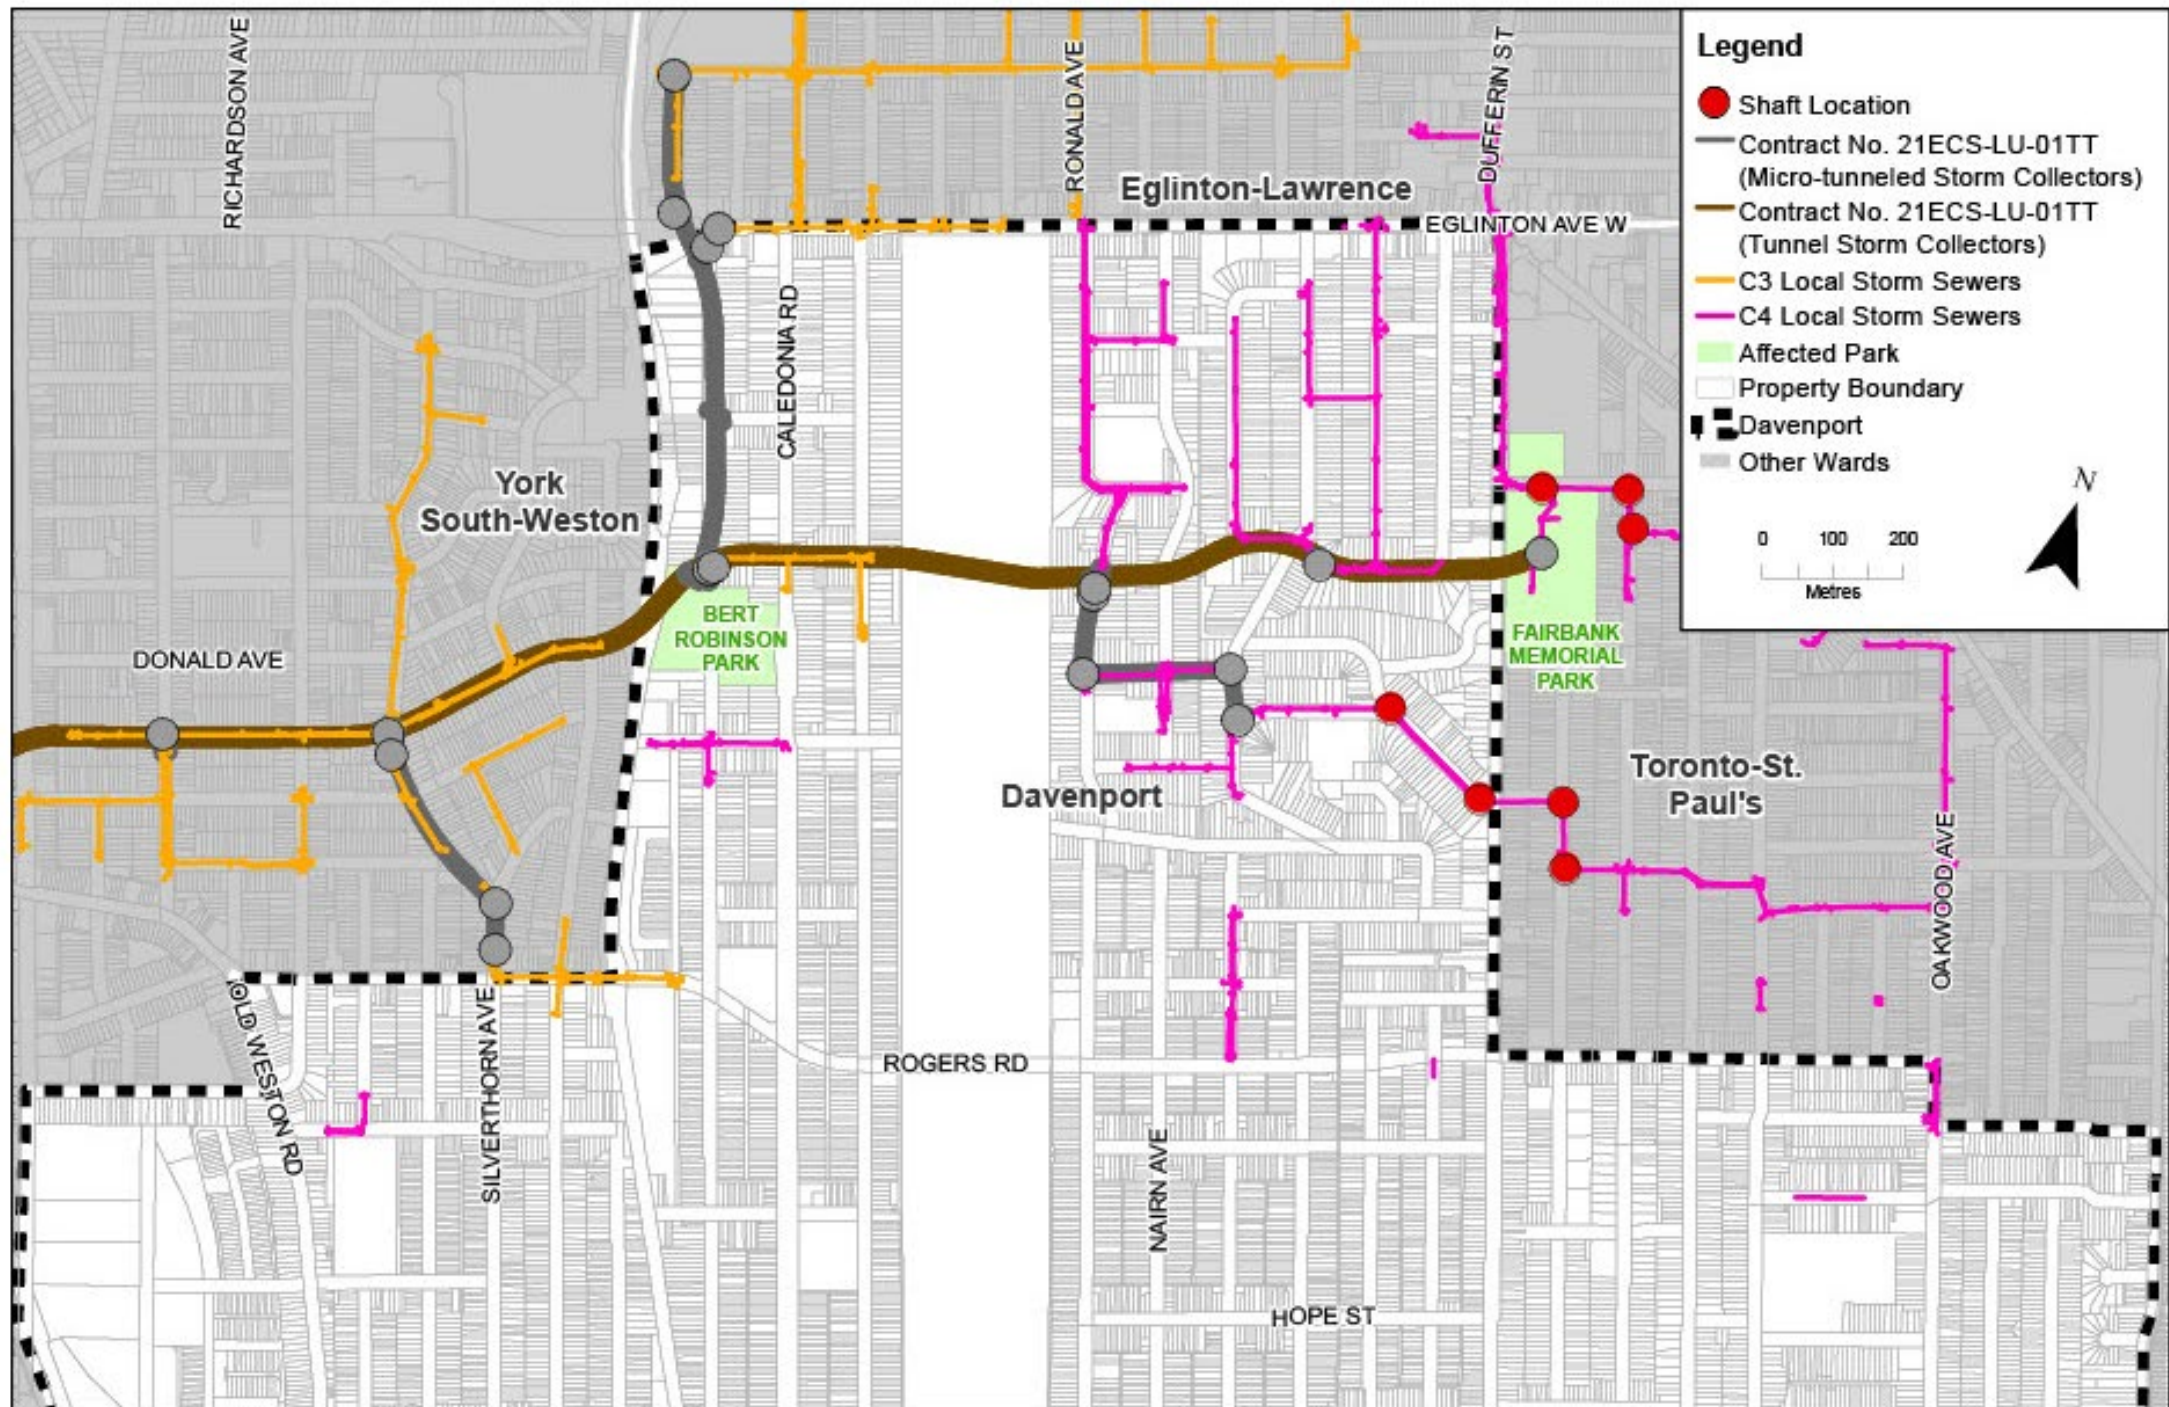 RICHARDSON AVE
RONALD AVE
DUFFERIN ST
Eglinton-Lawrence
EGLINTON AVE W
CALEDONIA RD
York
South-Weston
BERT
ROBINSON
PARK
DONALD AVE
FAIRBANK
MEMORIAL
PARK
Davenport
Toronto-St.
Paul's
OAKWOOD AVE
OLD WESTON RD
SILVERTHORN AVE
ROGERS RD
NAIRN AVE
HOPE ST
Legend
Shaft Location
Contract No. 21ECS-LU-01TT
(Micro-tunneled Storm Collectors)
Contract No. 21ECS-LU-01TT
(Tunnel Storm Collectors)
C3 Local Storm Sewers
C4 Local Storm Sewers
Affected Park
Property Boundary
Davenport
Other Wards
N
0 100 200
Metres